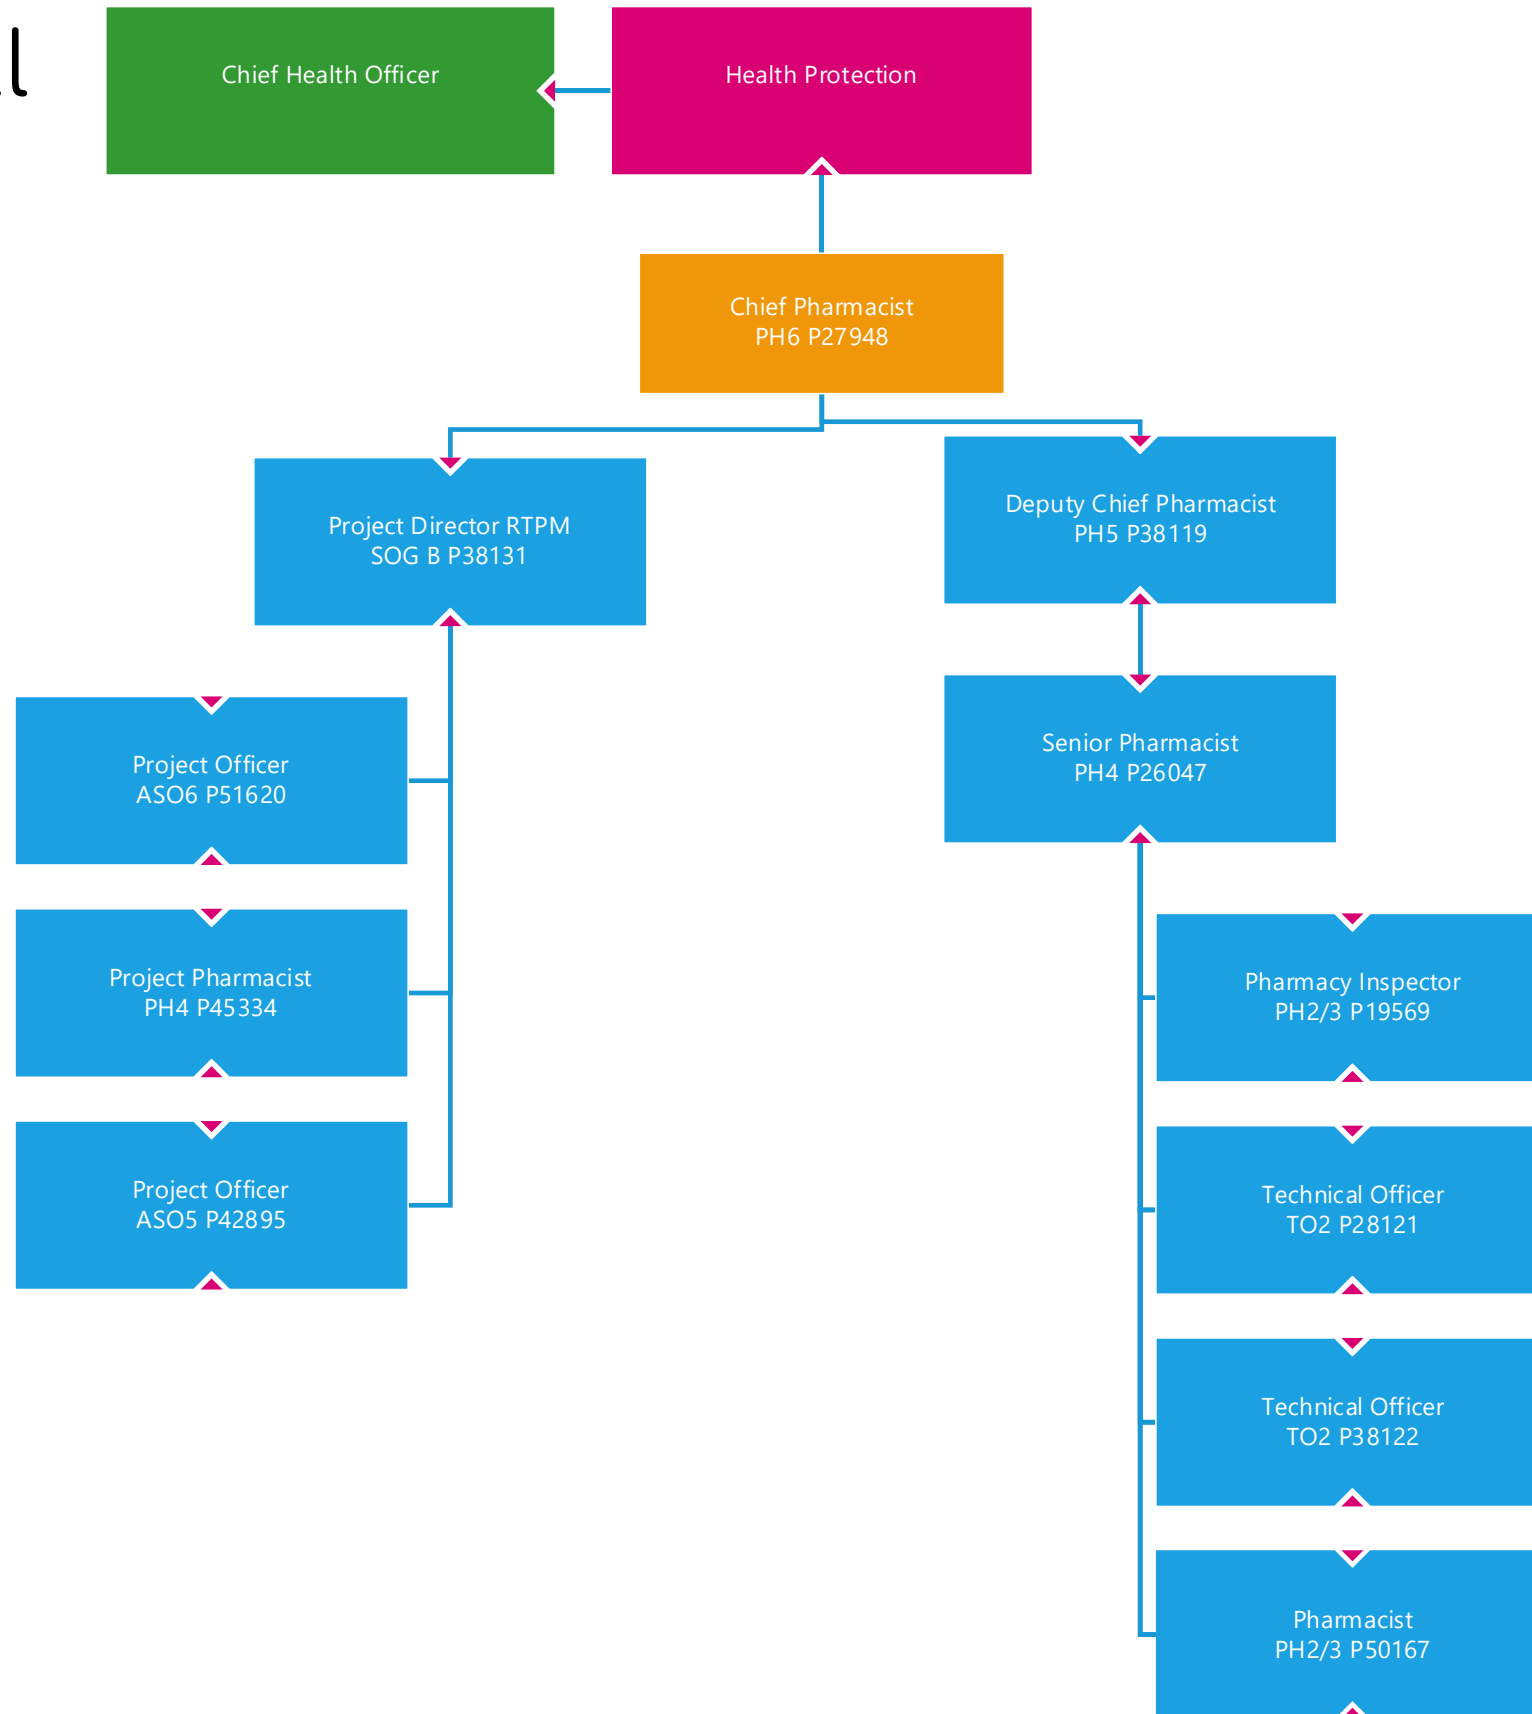 Chief Health Officer
Health Protection
Chief Pharmacist
PH6 P27948
Project Director RTPM
SOG B P38131
Deputy Chief Pharmacist
PH5 P38119
Project Officer
ASO6 P51620
Senior Pharmacist
PH4 P26047
Project Pharmacist
PH4 P45334
Pharmacy Inspector
PH2/3 P19569
Project Officer
ASO5 P42895
Technical Officer
TO2 P28121
Technical Officer
TO2 P38122
Pharmacist
PH2/3 P50167